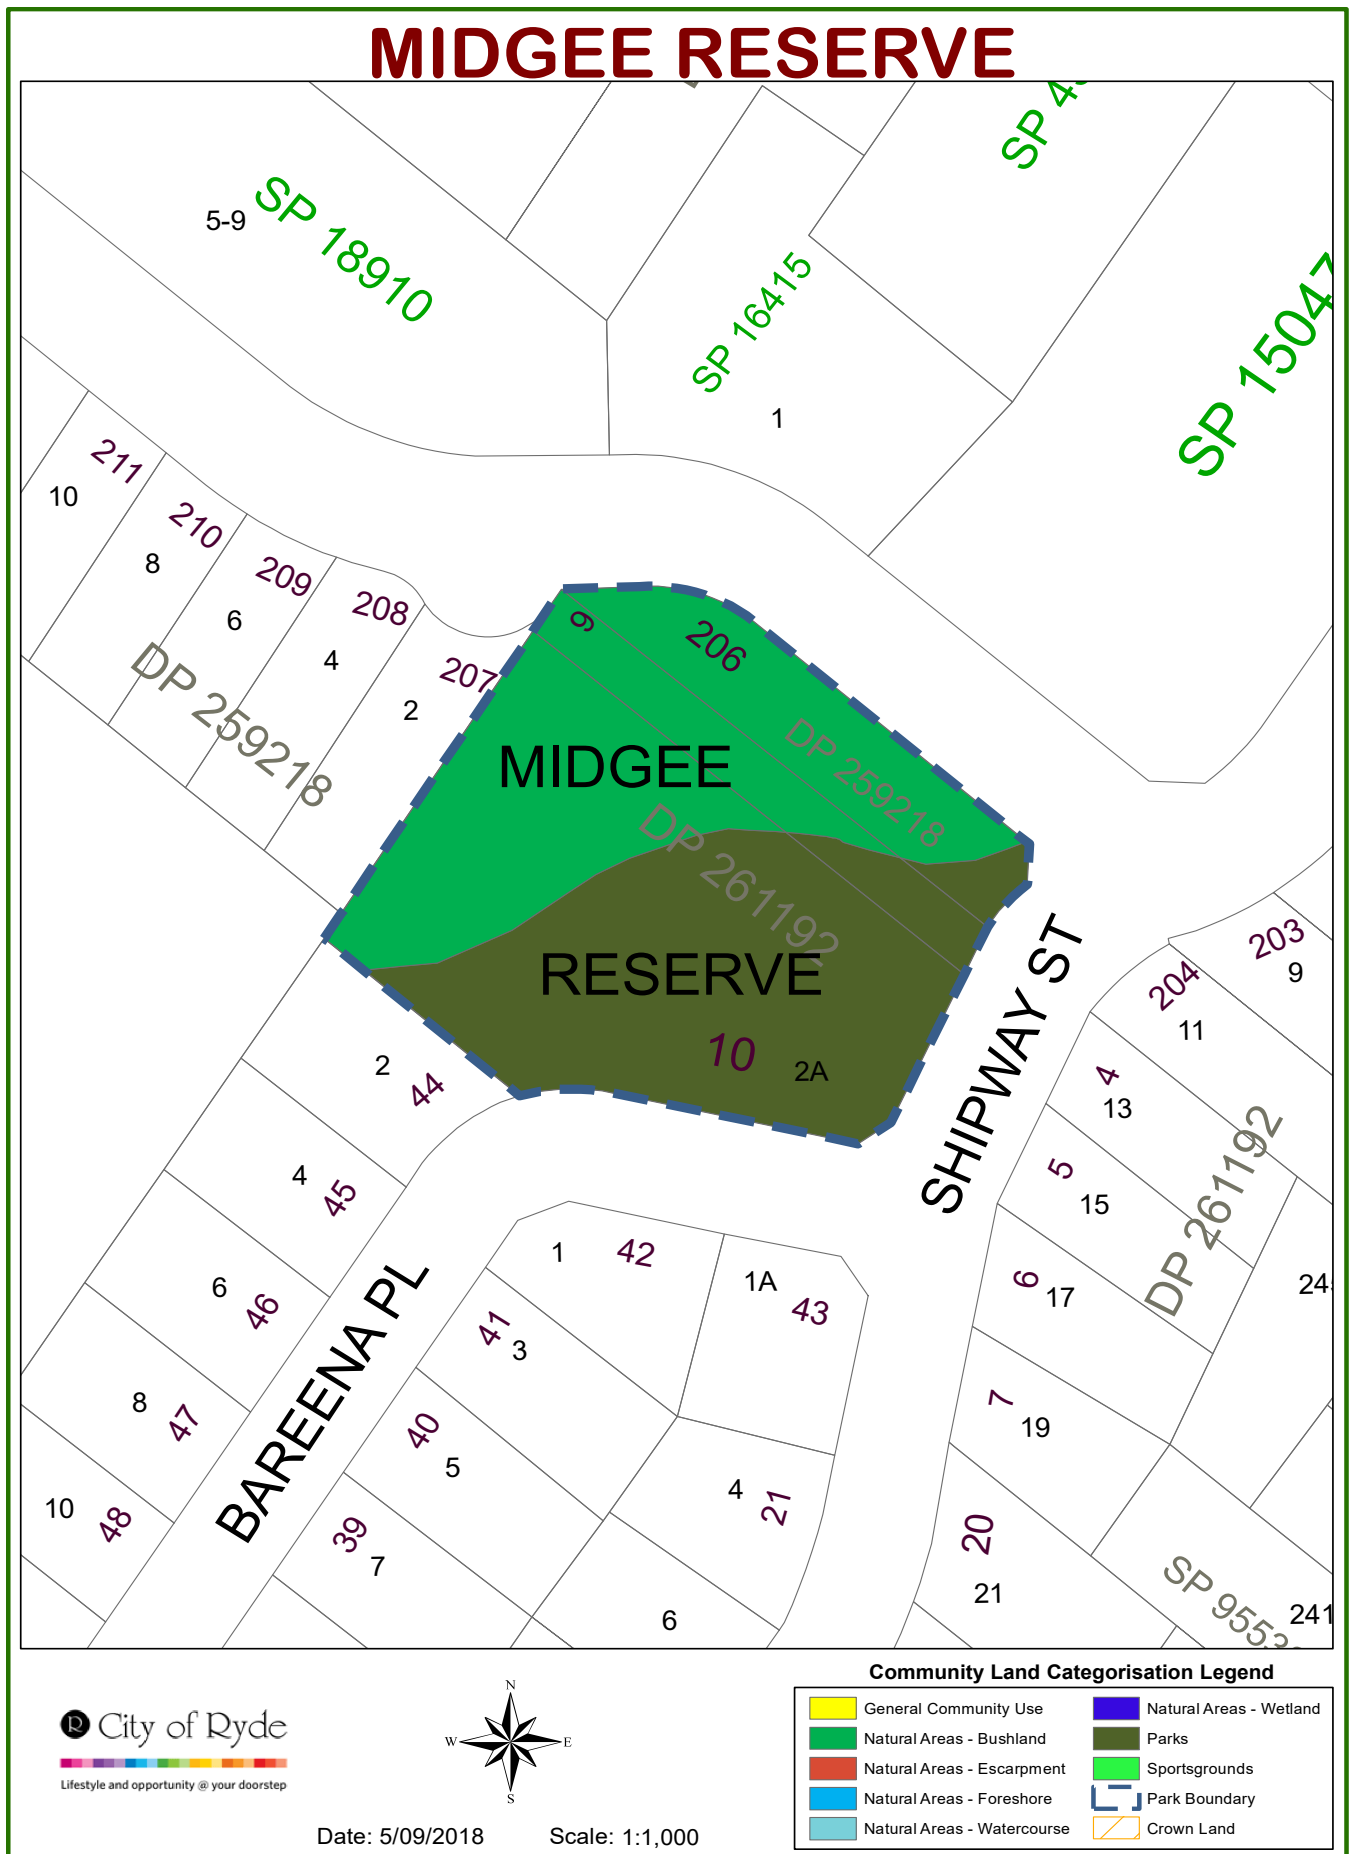 MIDGEE RESERVE
5-9
SP 18910
SP 16415
1
SP 15047
211
10
210
8
209
6
208
4
207
2
DP 259218
9
206
MIDGEE
DP 259218
DP 261192
RESERVE
10
2A
SHIPWAY ST
203
9
204
11
4
13
5
15
6
17
7
19
20
21
DP 261192
241
2
44
4
45
6
46
8
47
10
48
BAREENA PL
1
42
1A
43
41
3
40
5
39
7
4
21
6
City of Ryde
Lifestyle and opportunity @ your doorstep
N
W
E
S
Date: 5/09/2018
Scale: 1:1,000
Community Land Categorisation Legend
General Community Use
Natural Areas - Bushland
Natural Areas - Escarpment
Natural Areas - Foreshore
Natural Areas - Watercourse
Natural Areas - Wetland
Parks
Sportsgrounds
Park Boundary
Crown Land